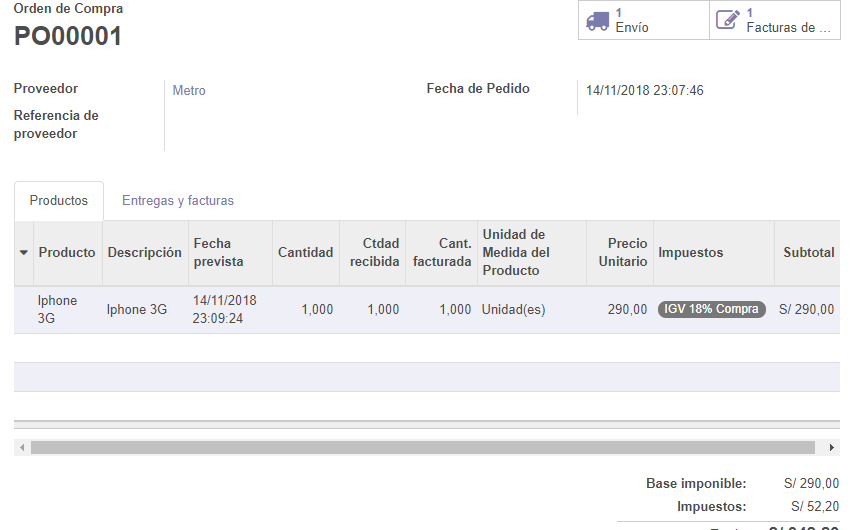 Orden de Compra
PO00001
1
Envío
1
Facturas de ...
Proveedor
Metro
Fecha de Pedido
14/11/2018 23:07:46
Referencia de
proveedor
Productos
Entregas y facturas
Producto
Descripción
Fecha
prevista
Cantidad
Ctdad
recibida
Cant.
facturada
Unidad de
Medida del
Producto
Precio
Unitario
Impuestos
Subtotal
Iphone
3G
Iphone 3G
14/11/2018
23:09:24
1,000
1,000
1,000
Unidad(es)
290,00
IGV 18% Compra
S/ 290,00
Base imponible:
S/ 290,00
Impuestos:
S/ 52,20